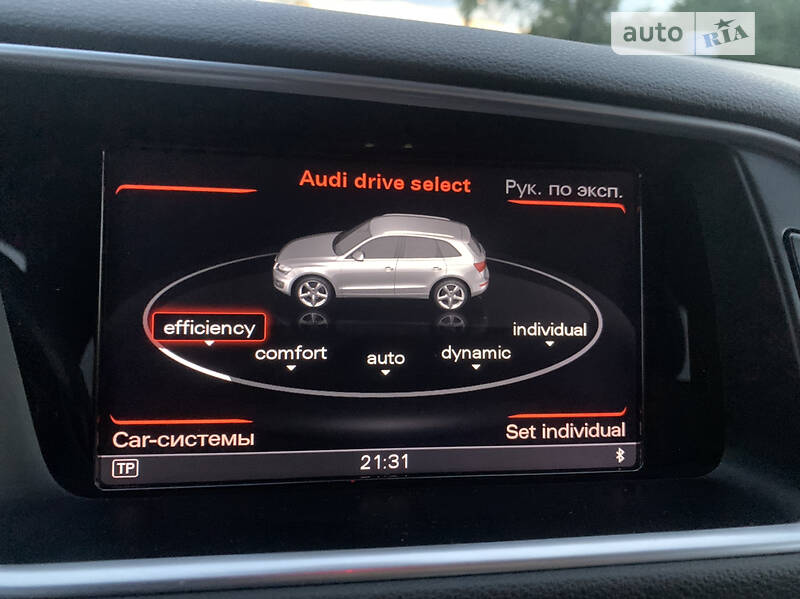 auto RIA
Audi drive select
Рук. по эксп.
efficiency
comfort
auto
dynamic
individual
Car-системы
Set individual
TP
21:31